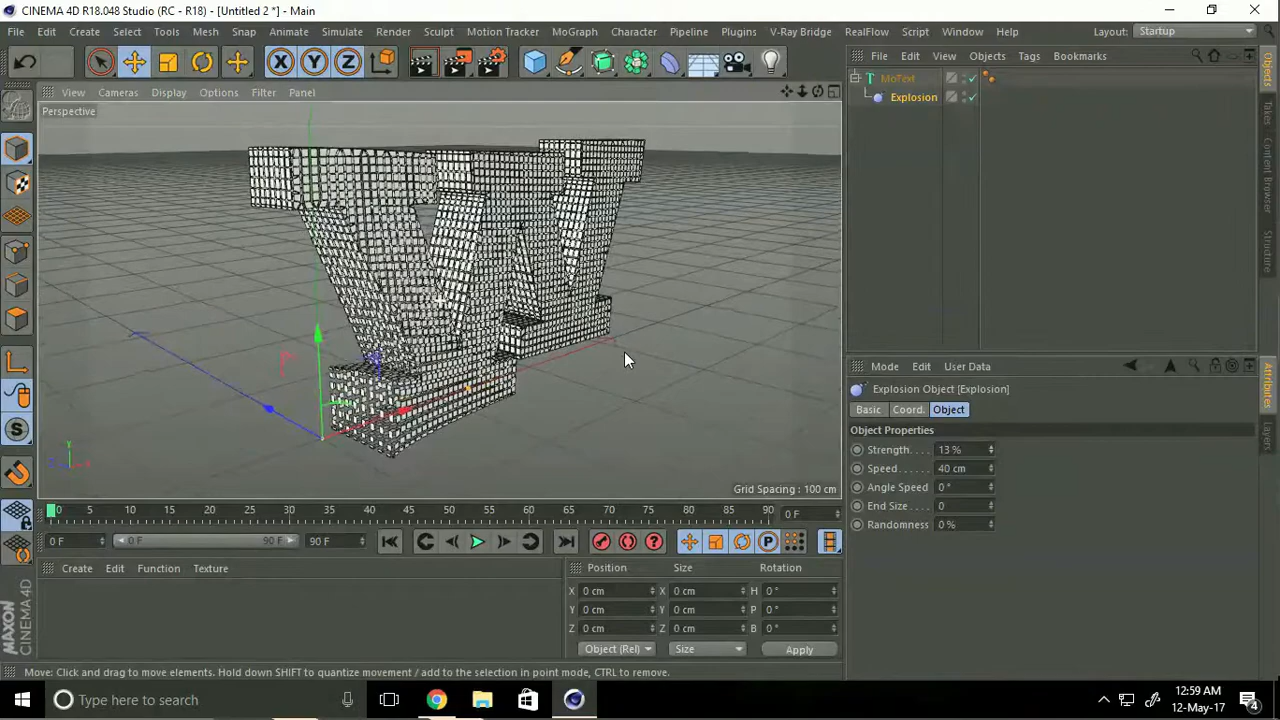 CINEMA 4D R18.048 Studio (RC - R18) - [Untitled 2 *] - Main
File Edit Create Select Tools Mesh Snap Animate Simulate Render Sculpt Motion Tracker MoGraph Character Pipeline Plugins V-Ray Bridge RealFlow Script Window Help Layout: Startup
X Y Z
File Edit View Objects Tags Bookmarks
MoText
Explosion
View Cameras Display Options Filter Panel
Perspective
Grid Spacing : 100 cm
Objects
Takes
Content Browser
Structure
Attributes
Layers
Mode Edit User Data
Explosion Object [Explosion]
Basic Coord. Object
Object Properties
Strength. . . . . 13 %
Speed. . . . . . 40 cm
Angle Speed 0 °
End Size . . . . 0
Randomness 0 %
0 5 10 15 20 25 30 35 40 45 50 55 60 65 70 75 80 85 90 0 F
0 F 0 F 90 F 90 F
Create Edit Function Texture
Position Size Rotation
X 0 cm X 0 cm H 0 °
Y 0 cm Y 0 cm P 0 °
Z 0 cm Z 0 cm B 0 °
Object (Rel) Size Apply
MAXON CINEMA 4D
Move: Click and drag to move elements. Hold down SHIFT to quantize movement / add to the selection in point mode, CTRL to remove.
Type here to search
12:59 AM
12-May-17
4